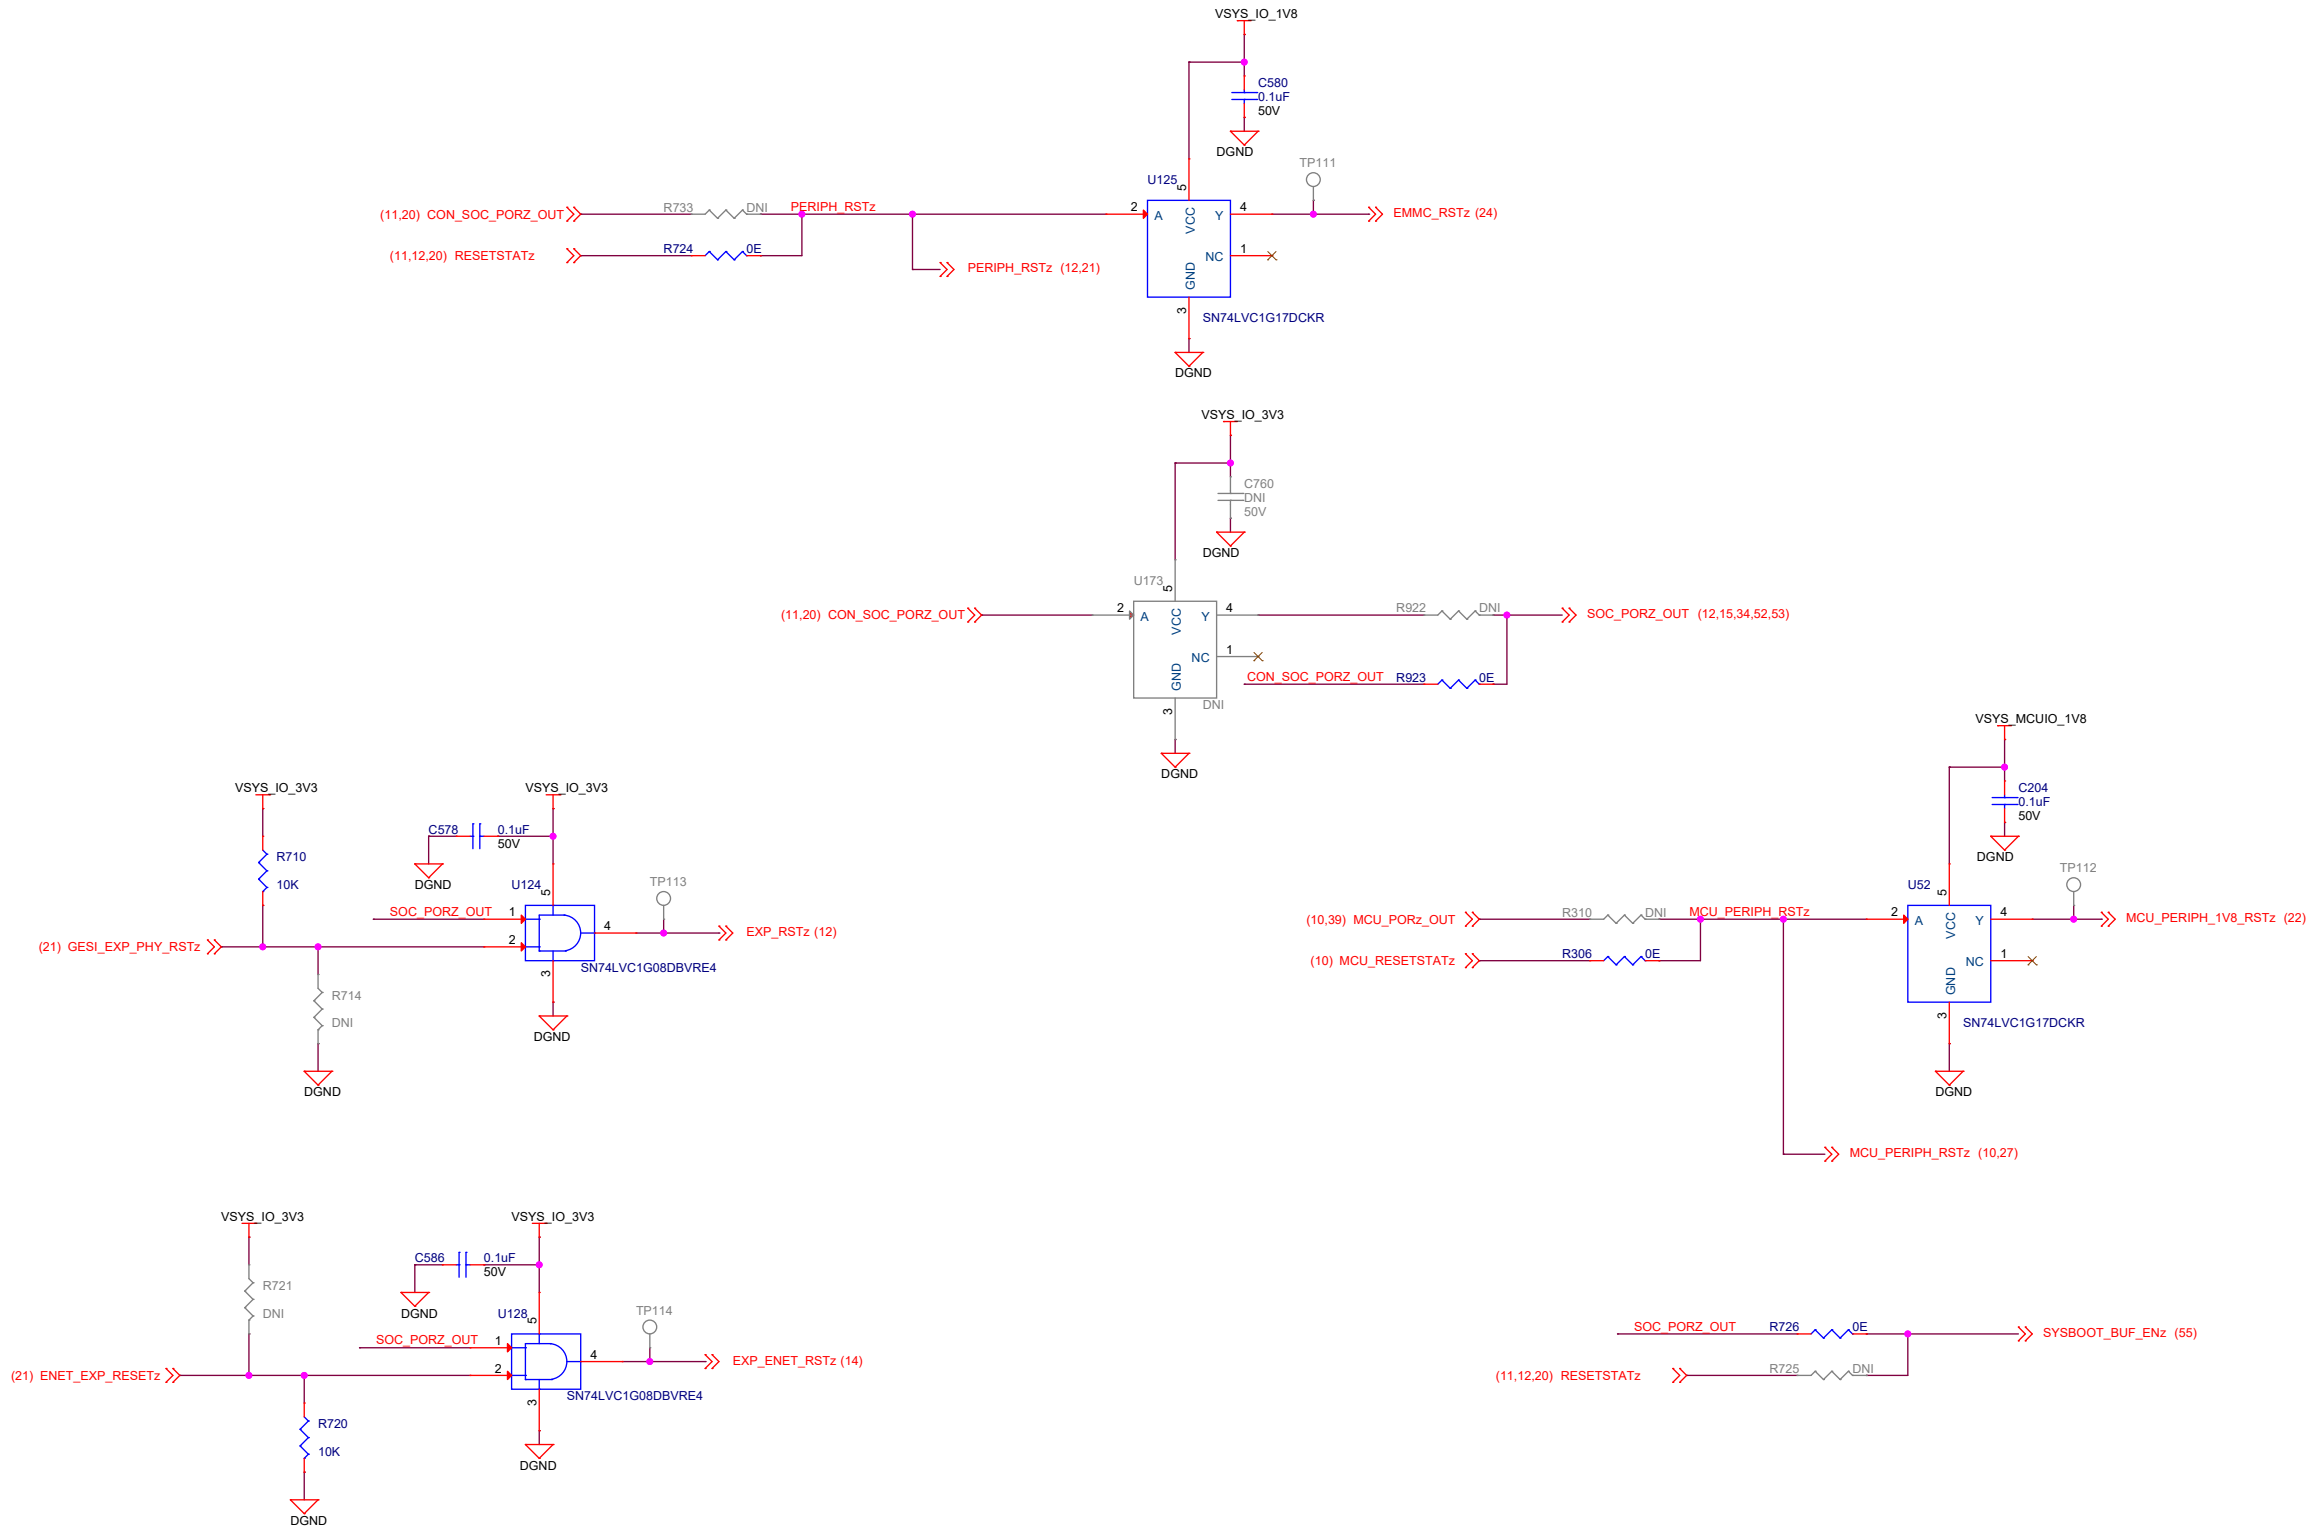 VSYS_IO_1V8
C580
0.1uF
50V
DGND
TP111
U125
5
(11,20) CON_SOC_PORZ_OUT
R733
DNI
PERIPH_RSTz
2
A
VCC
Y
4
EMMC_RSTz (24)
(11,12,20) RESETSTATz
R724
0E
PERIPH_RSTz (12,21)
NC
1
GND
3
SN74LVC1G17DCKR
DGND
VSYS_IO_3V3
C760
DNI
50V
DGND
U173
5
(11,20) CON_SOC_PORZ_OUT
2
A
VCC
Y
4
R922
DNI
SOC_PORZ_OUT (12,15,34,52,53)
NC
1
GND
CON_SOC_PORZ_OUT
R923
0E
3
DNI
DGND
VSYS_MCUIO_1V8
C204
0.1uF
50V
DGND
TP112
U52
5
(10,39) MCU_PORz_OUT
R310
DNI
MCU_PERIPH_RSTz
2
A
VCC
Y
4
MCU_PERIPH_1V8_RSTz (22)
(10) MCU_RESETSTATz
R306
0E
NC
1
GND
3
SN74LVC1G17DCKR
DGND
MCU_PERIPH_RSTz (10,27)
VSYS_IO_3V3
VSYS_IO_3V3
C578
0.1uF
50V
R710
10K
DGND
U124
5
TP113
SOC_PORZ_OUT
1
(21) GESI_EXP_PHY_RSTz
2
4
EXP_RSTz (12)
3
SN74LVC1G08DBVRE4
R714
DNI
DGND
DGND
VSYS_IO_3V3
VSYS_IO_3V3
C586
0.1uF
50V
R721
DNI
DGND
U128
5
TP114
SOC_PORZ_OUT
1
(21) ENET_EXP_RESETz
2
4
EXP_ENET_RSTz (14)
3
SN74LVC1G08DBVRE4
R720
10K
DGND
DGND
SOC_PORZ_OUT
R726
0E
SYSBOOT_BUF_ENz (55)
(11,12,20) RESETSTATz
R725
DNI